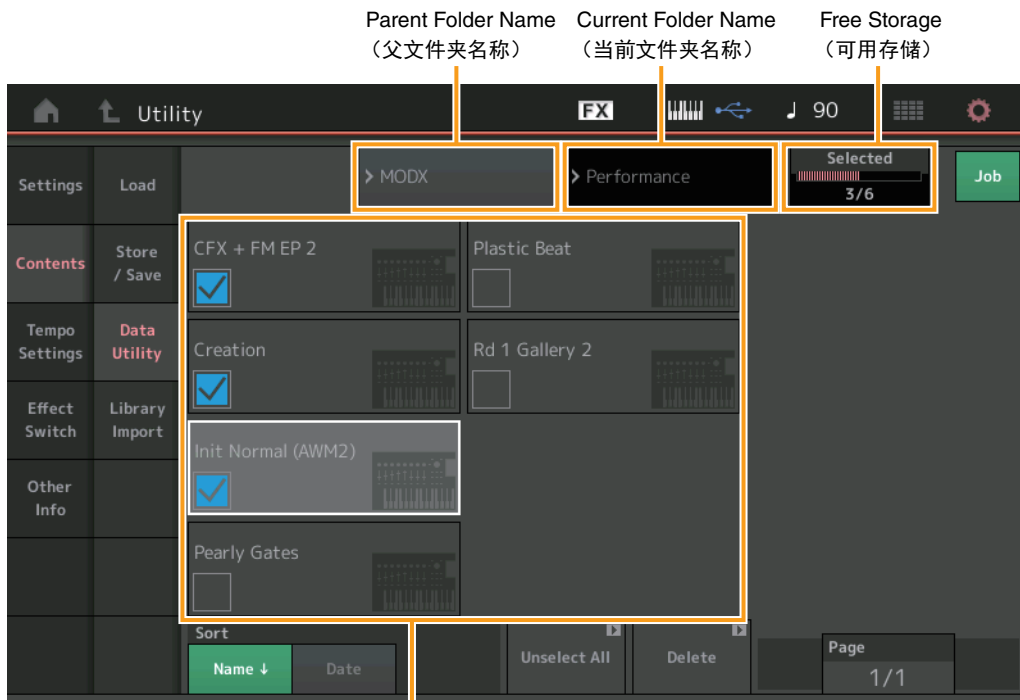 Parent Folder Name
（父文件夹名称）
Current Folder Name
（当前文件夹名称）
Free Storage
（可用存储）
Utility
FX
♩ 90
Settings
Load
> MODX
> Performance
Selected
3/6
Job
Contents
Store
/ Save
CFX + FM EP 2
Plastic Beat
Tempo
Settings
Data
Utility
Creation
Rd 1 Gallery 2
Effect
Switch
Library
Import
Init Normal (AWM2)
Other
Info
Pearly Gates
Sort
Name ↓
Date
Unselect All
Delete
Page
1/1